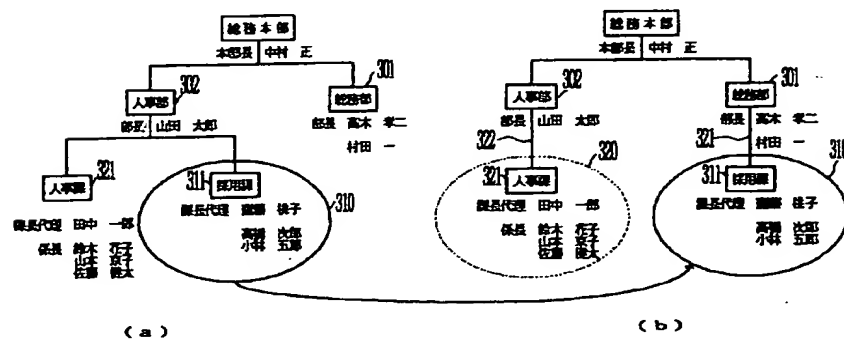 総務本部
本部長 中村 正
302
301
人事部
総務部
部長 山田 太郎
部長 高木 孝二
村田 一
321
311
310
人事課
採用課
課長代理 田中 一郎
係長 鈴木 花子
山本 京子
佐藤 健太
課長代理 齋藤 桃子
高橋 次郎
小林 五郎
(a)
総務本部
本部長 中村 正
302
301
人事部
総務部
部長 山田 太郎
部長 高木 孝二
村田 一
322
321
320
310
321
311
人事課
採用課
課長代理 田中 一郎
係長 鈴木 花子
山本 京子
佐藤 健太
課長代理 齋藤 桃子
高橋 次郎
小林 五郎
(b)